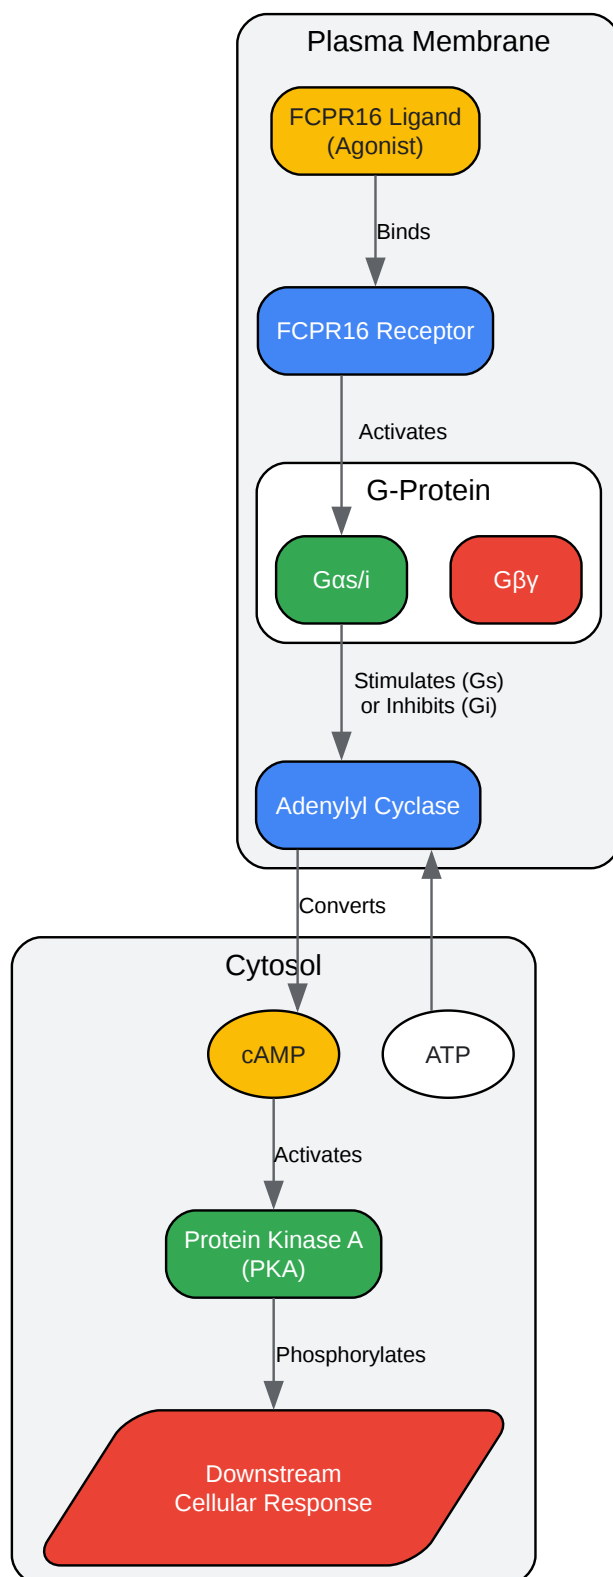 Plasma Membrane
FCPR16 Ligand
(Agonist)
Binds
FCPR16 Receptor
Activates
G-Protein
Gαs/i
Gβγ
Stimulates (Gs)
or Inhibits (Gi)
Adenylyl Cyclase
Converts
Cytosol
cAMP
ATP
Activates
Protein Kinase A
(PKA)
Phosphorylates
Downstream
Cellular Response